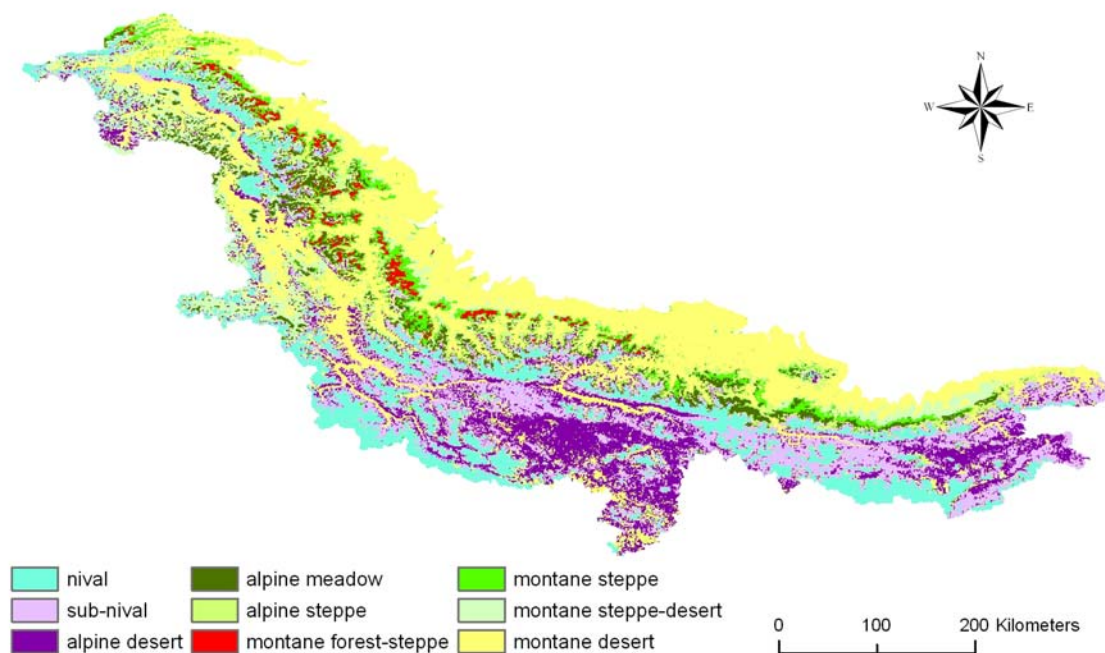 N
W E
S
nival
sub-nival
alpine desert
alpine meadow
alpine steppe
montane forest-steppe
montane steppe
montane steppe-desert
montane desert
0 100 200 Kilometers